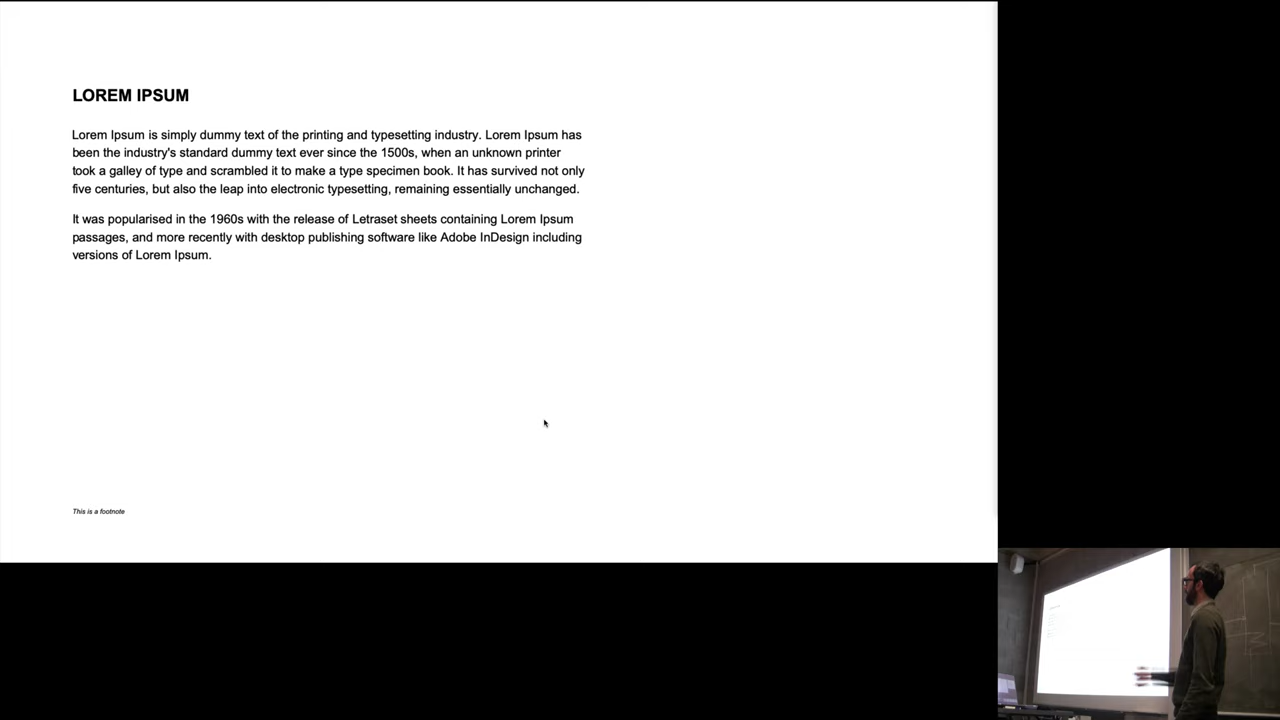 LOREM IPSUM
Lorem Ipsum is simply dummy text of the printing and typesetting industry. Lorem Ipsum has
been the industry's standard dummy text ever since the 1500s, when an unknown printer
took a galley of type and scrambled it to make a type specimen book. It has survived not only
five centuries, but also the leap into electronic typesetting, remaining essentially unchanged.
It was popularised in the 1960s with the release of Letraset sheets containing Lorem Ipsum
passages, and more recently with desktop publishing software like Adobe InDesign including
versions of Lorem Ipsum.
This is a footnote